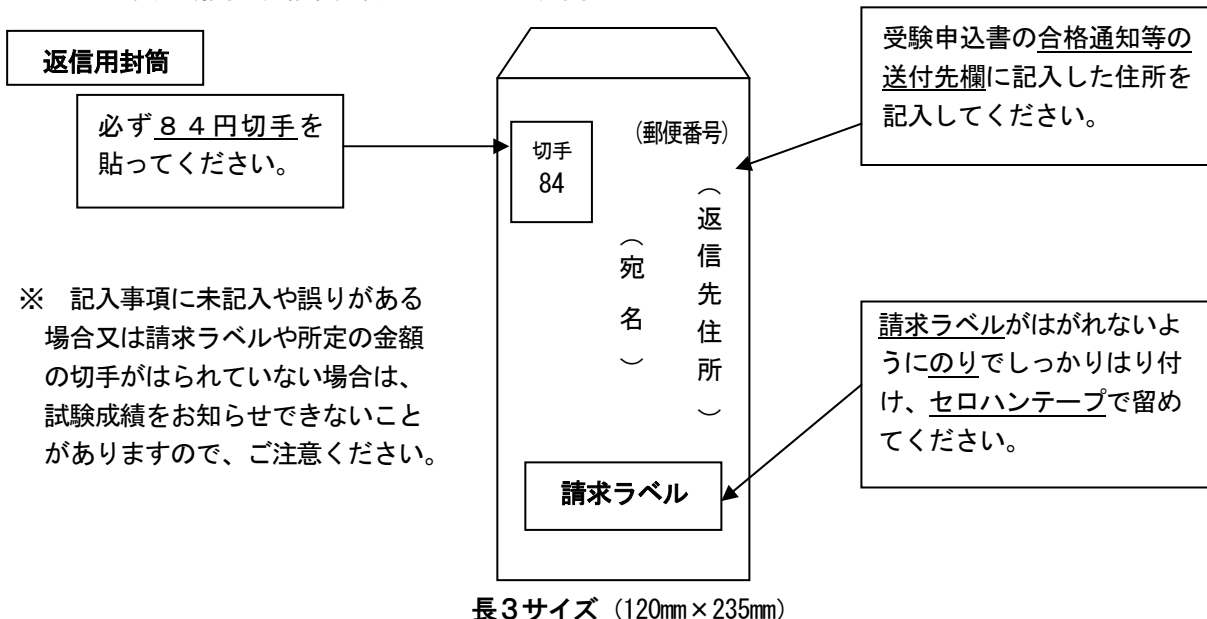 返信用封筒
必ず８４円切手を
貼ってください。
切手
84
(郵便番号)
（返信先住所）
（宛名）
受験申込書の合格通知等の
送付先欄に記入した住所を
記入してください。
※　記入事項に未記入や誤りがある
場合又は請求ラベルや所定の金額
の切手がはられていない場合は、
試験成績をお知らせできないこと
がありますので、ご注意ください。
請求ラベルがはがれないよ
うにのりでしっかりはり付
け、セロハンテープで留め
てください。
請求ラベル
長３サイズ（120㎜×235㎜）